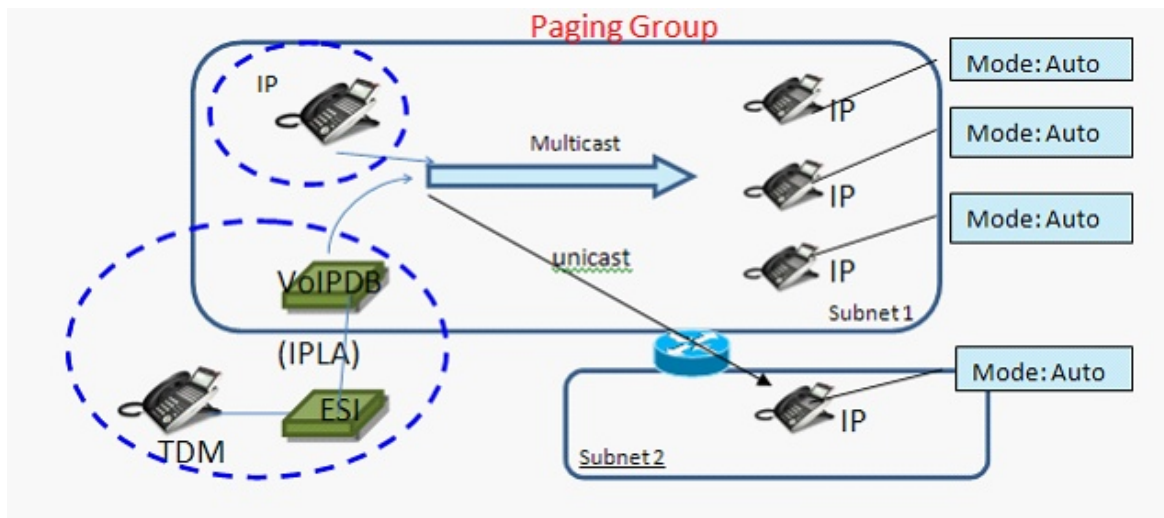 Paging Group
IP
Mode: Auto
IP
Multicast
Mode: Auto
IP
Mode: Auto
unicast
IP
VoIPDB
Subnet 1
(IPLA)
Mode: Auto
ESI
IP
TDM
Subnet 2